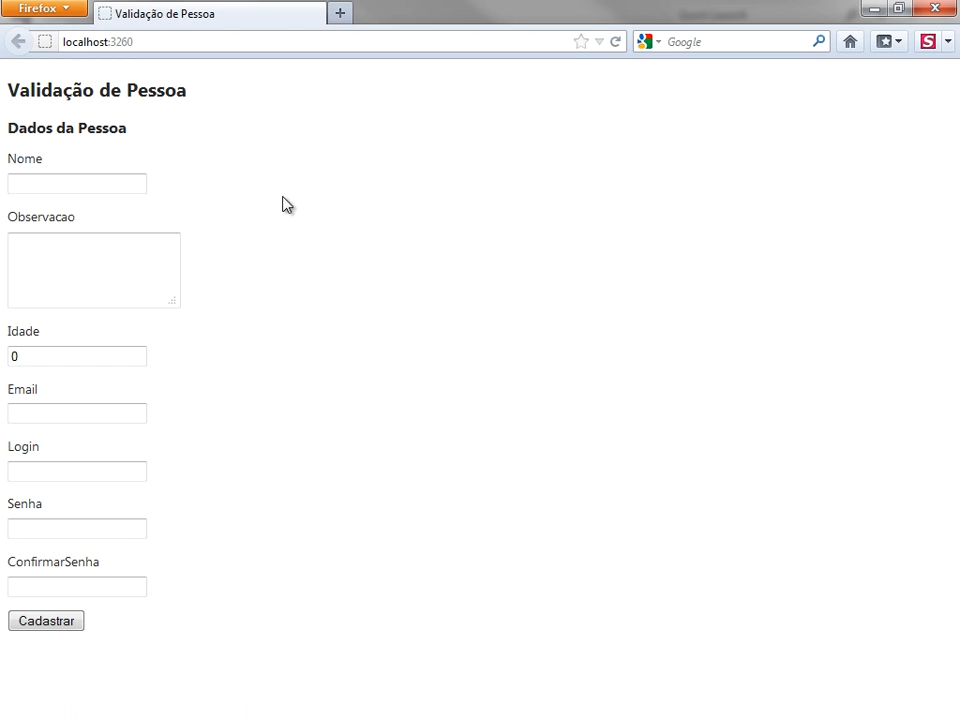 Firefox
Validação de Pessoa
localhost:3260
Google
S
Validação de Pessoa
Dados da Pessoa
Nome
Observacao
Idade
0
Email
Login
Senha
ConfirmarSenha
Cadastrar